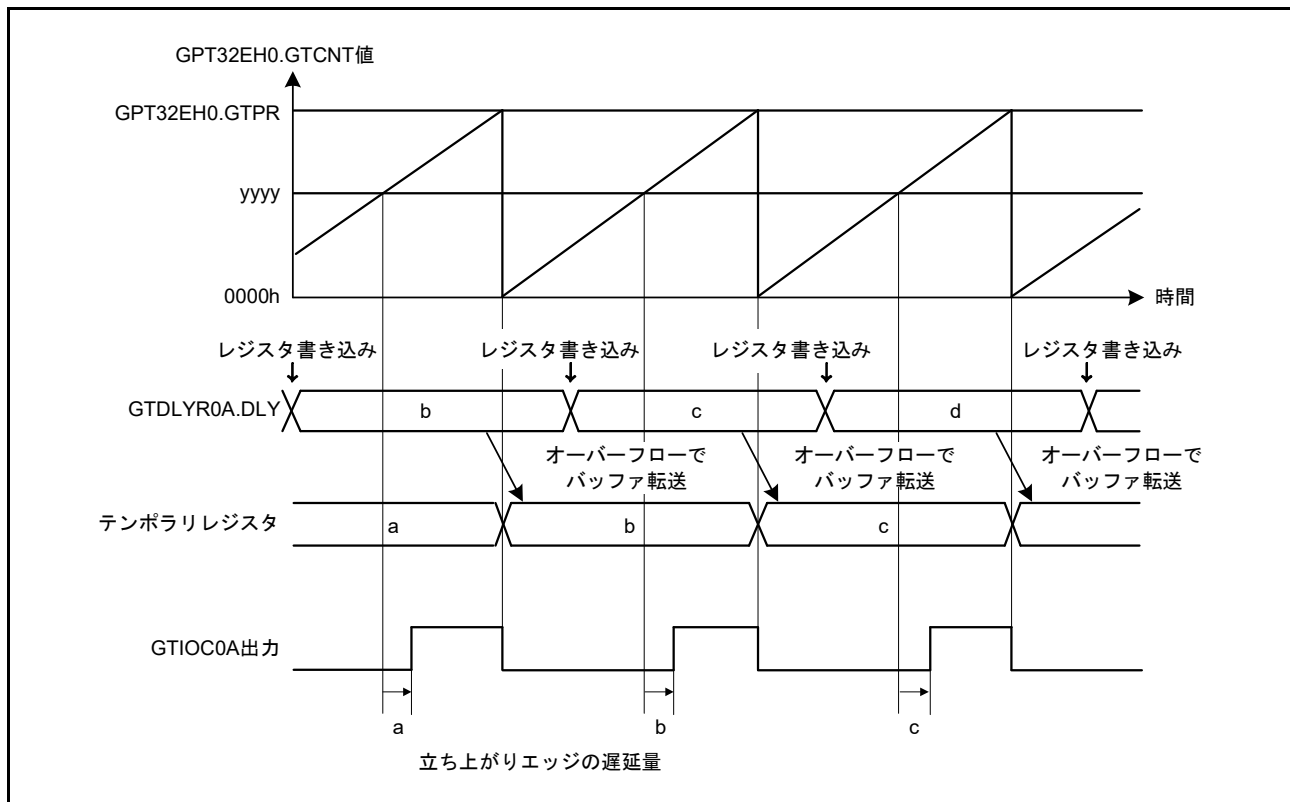 GPT32EH0.GTCNT値
GPT32EH0.GTPR
yyyy
0000h
時間
レジスタ書き込み レジスタ書き込み レジスタ書き込み レジスタ書き込み
GTDLYR0A.DLY b c d
オーバーフローで オーバーフローで オーバーフローで
バッファ転送 バッファ転送 バッファ転送
テンポラリレジスタ a b c
GTIOC0A出力
a b c
立ち上がりエッジの遅延量